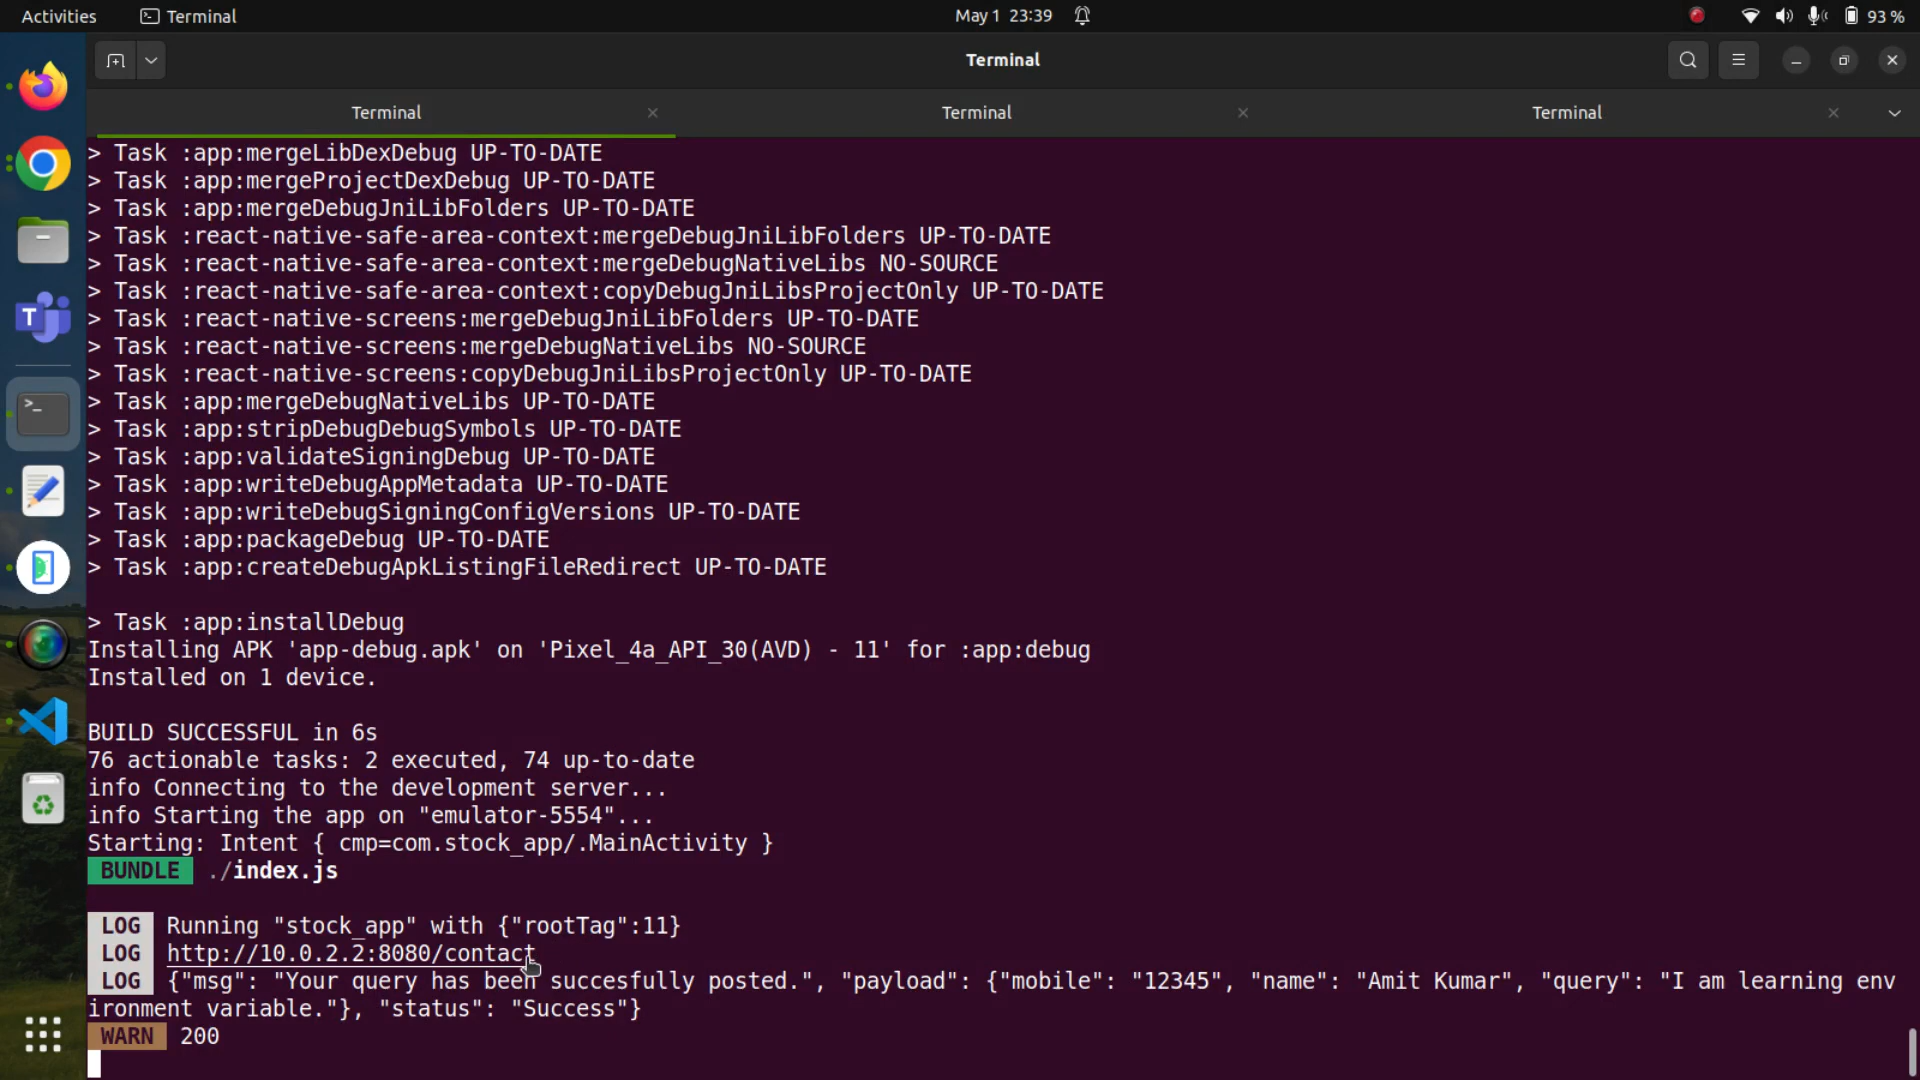 Activities Terminal May 1 23:39 93 %
Terminal
Terminal Terminal Terminal
> Task :app:mergeLibDexDebug UP-TO-DATE
> Task :app:mergeProjectDexDebug UP-TO-DATE
> Task :app:mergeDebugJniLibFolders UP-TO-DATE
> Task :react-native-safe-area-context:mergeDebugJniLibFolders UP-TO-DATE
> Task :react-native-safe-area-context:mergeDebugNativeLibs NO-SOURCE
> Task :react-native-safe-area-context:copyDebugJniLibsProjectOnly UP-TO-DATE
> Task :react-native-screens:mergeDebugJniLibFolders UP-TO-DATE
> Task :react-native-screens:mergeDebugNativeLibs NO-SOURCE
> Task :react-native-screens:copyDebugJniLibsProjectOnly UP-TO-DATE
> Task :app:mergeDebugNativeLibs UP-TO-DATE
> Task :app:stripDebugDebugSymbols UP-TO-DATE
> Task :app:validateSigningDebug UP-TO-DATE
> Task :app:writeDebugAppMetadata UP-TO-DATE
> Task :app:writeDebugSigningConfigVersions UP-TO-DATE
> Task :app:packageDebug UP-TO-DATE
> Task :app:createDebugApkListingFileRedirect UP-TO-DATE
> Task :app:installDebug
Installing APK 'app-debug.apk' on 'Pixel_4a_API_30(AVD) - 11' for :app:debug
Installed on 1 device.
BUILD SUCCESSFUL in 6s
76 actionable tasks: 2 executed, 74 up-to-date
info Connecting to the development server...
info Starting the app on "emulator-5554"...
Starting: Intent { cmp=com.stock_app/.MainActivity }
BUNDLE ./index.js
LOG Running "stock_app" with {"rootTag":11}
LOG http://10.0.2.2:8080/contact
LOG {"msg": "Your query has been succesfully posted.", "payload": {"mobile": "12345", "name": "Amit Kumar", "query": "I am learning env
ironment variable."}, "status": "Success"}
WARN 200